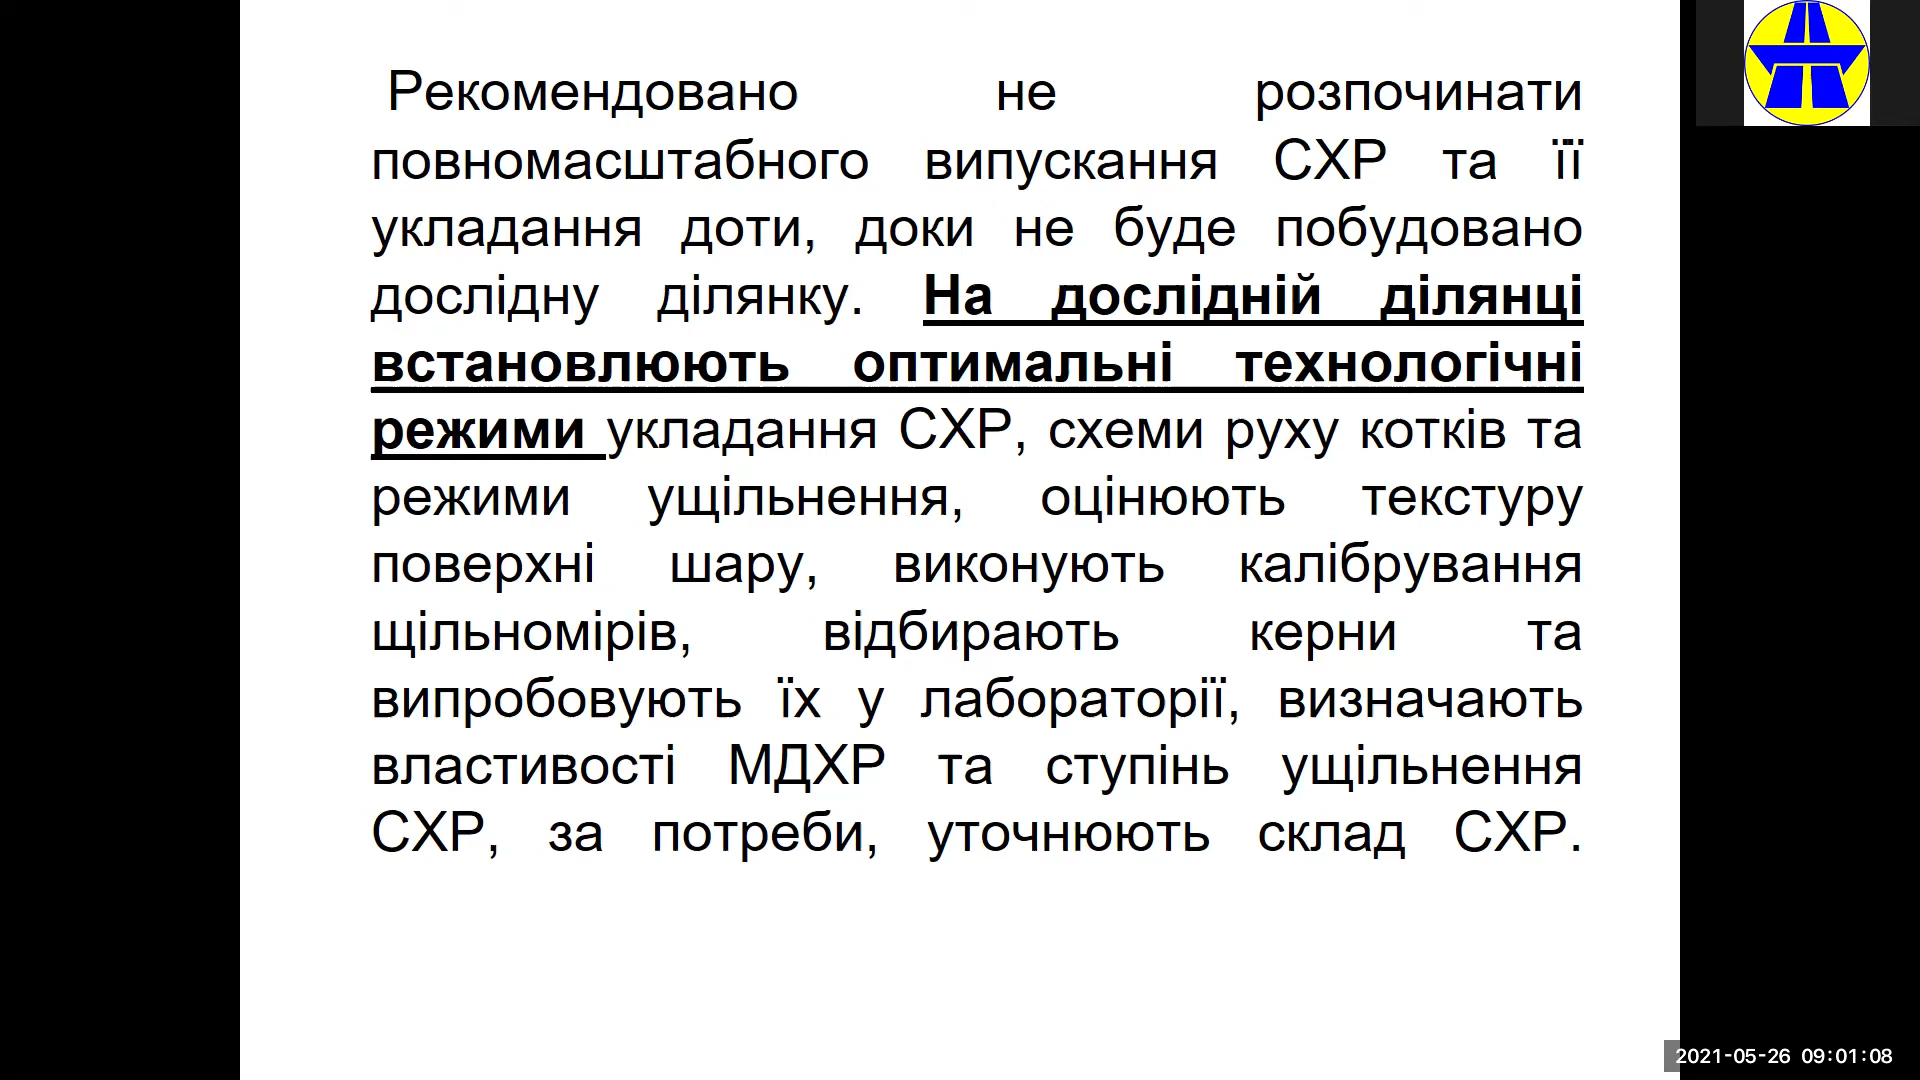 Рекомендовано не розпочинати
повномасштабного випускання СХР та її
укладання доти, доки не буде побудовано
дослідну ділянку. На дослідній ділянці
встановлюють оптимальні технологічні
режими укладання СХР, схеми руху котків та
режими ущільнення, оцінюють текстуру
поверхні шару, виконують калібрування
щільномірів, відбирають керни та
випробовують їх у лабораторії, визначають
властивості МДХР та ступінь ущільнення
СХР, за потреби, уточнюють склад СХР.
2021-05-26 09:01:08